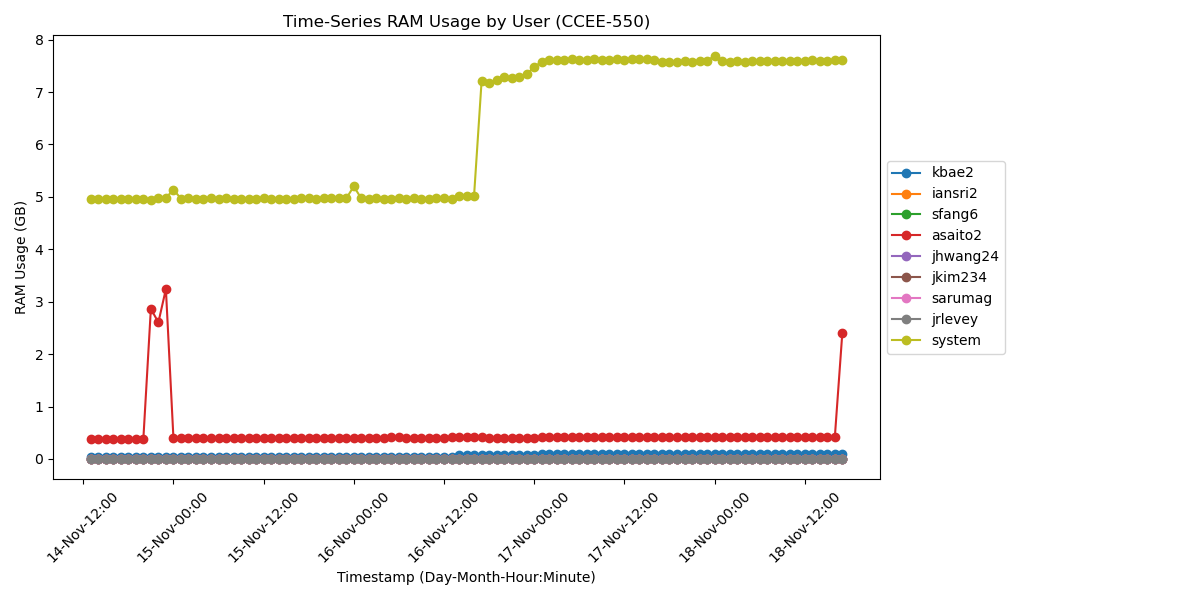 Time-Series RAM Usage by User (CCEE-550)
8
7
6
5
4
3
2
1
0
RAM Usage (GB)
14-Nov-12:00
15-Nov-00:00
15-Nov-12:00
16-Nov-00:00
16-Nov-12:00
17-Nov-00:00
17-Nov-12:00
18-Nov-00:00
18-Nov-12:00
Timestamp (Day-Month-Hour:Minute)
kbae2
iansri2
sfang6
asaito2
jhwang24
jkim234
sarumag
jrlevey
system